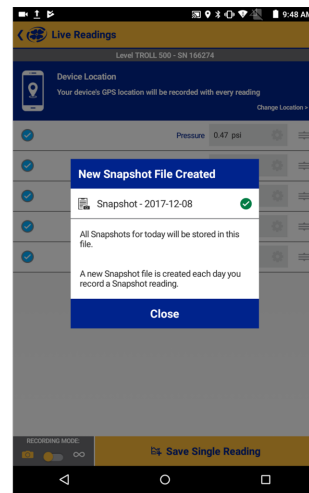 9:48 AM
Live Readings
Level TROLL 500 - SN 166274
Device Location
Your device's GPS location will be recorded with every reading
Change Location >
Pressure 0.47 psi
New Snapshot File Created
Snapshot - 2017-12-08
All Snapshots for today will be stored in this
file.
A new Snapshot file is created each day you
record a Snapshot reading.
Close
RECORDING MODE:
Save Single Reading